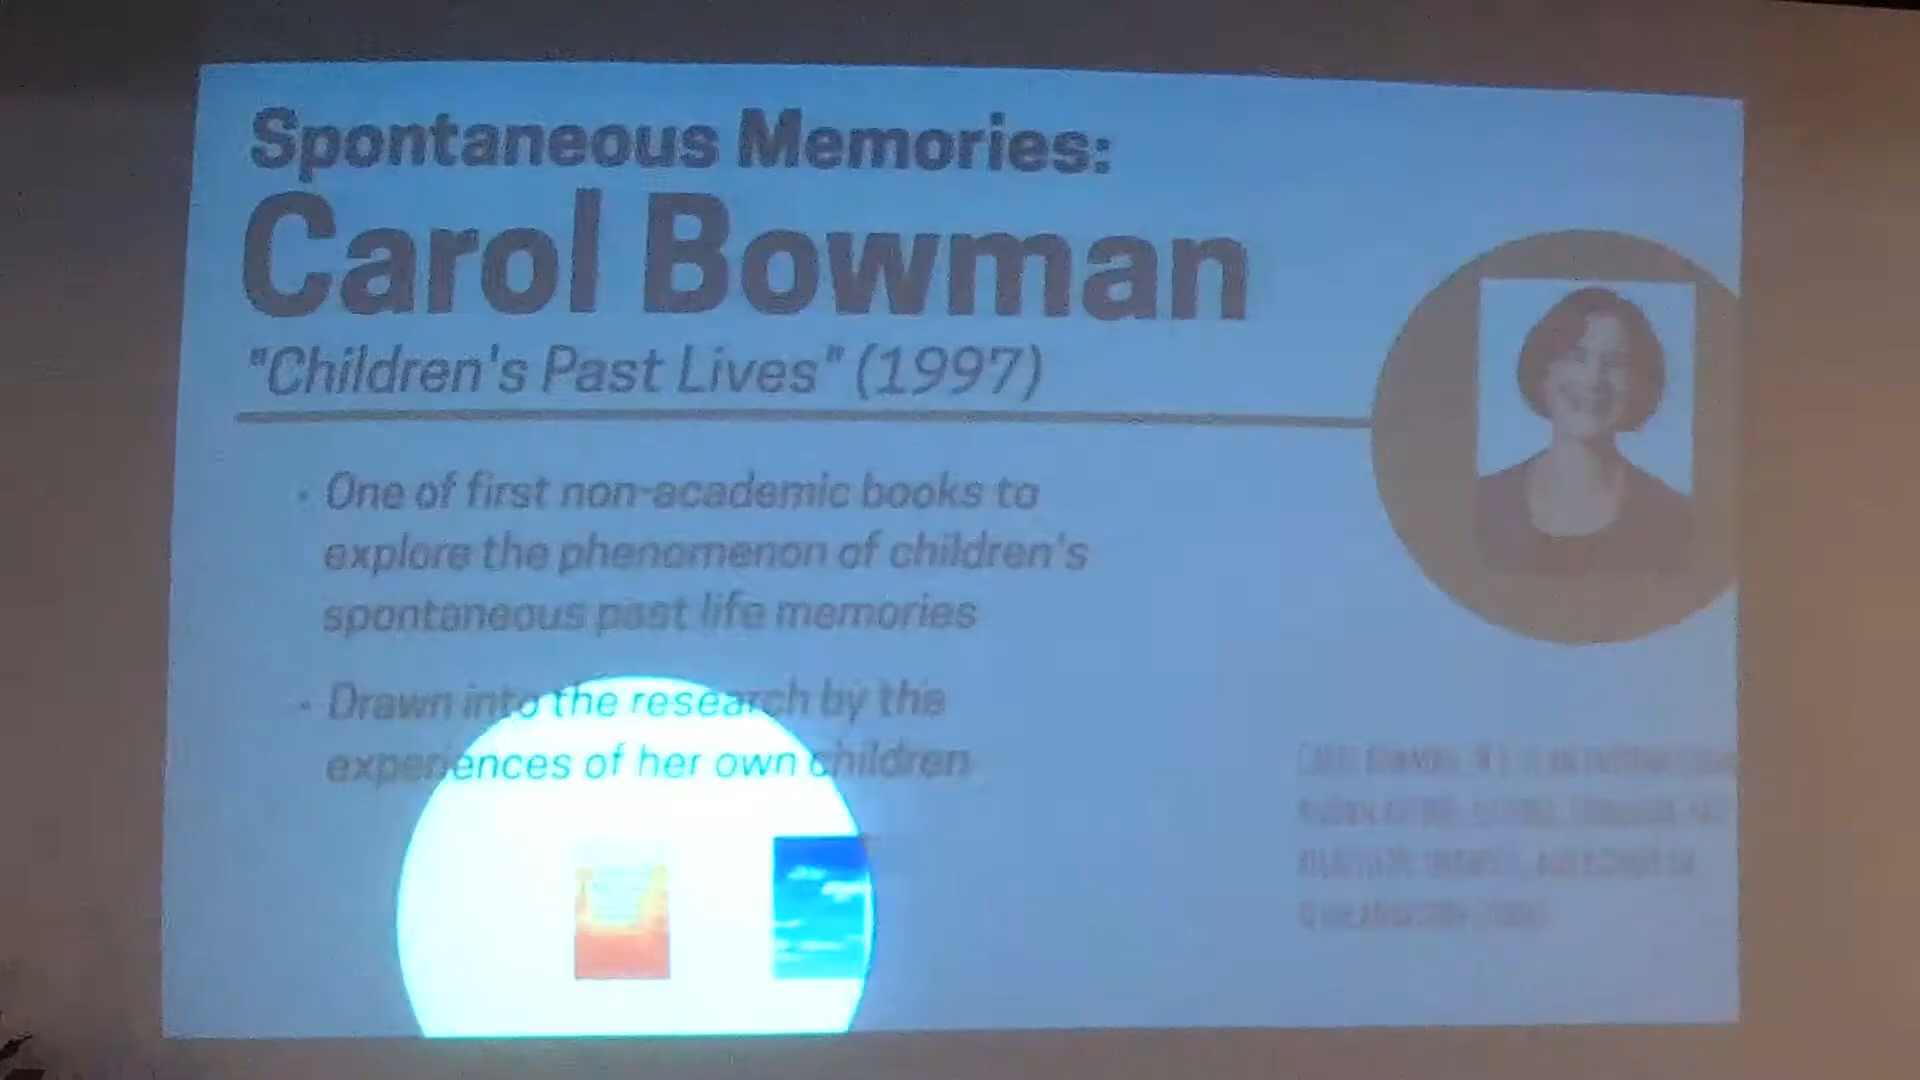 Spontaneous Memories:
Carol Bowman
"Children's Past Lives" (1997)
• One of first non-academic books to
explore the phenomenon of children's
spontaneous past life memories
• Drawn into the research by the
experiences of her own children